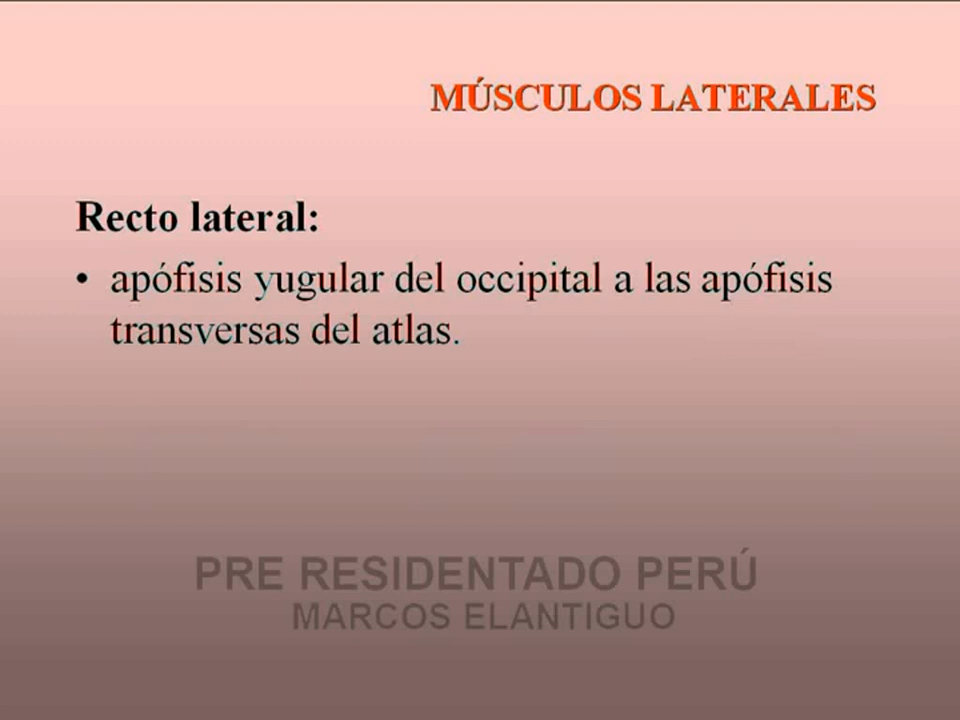 MÚSCULOS LATERALES
Recto lateral:
• apófisis yugular del occipital a las apófisis
transversas del atlas.
PRE RESIDENTADO PERÚ
MARCOS ELANTIGUO